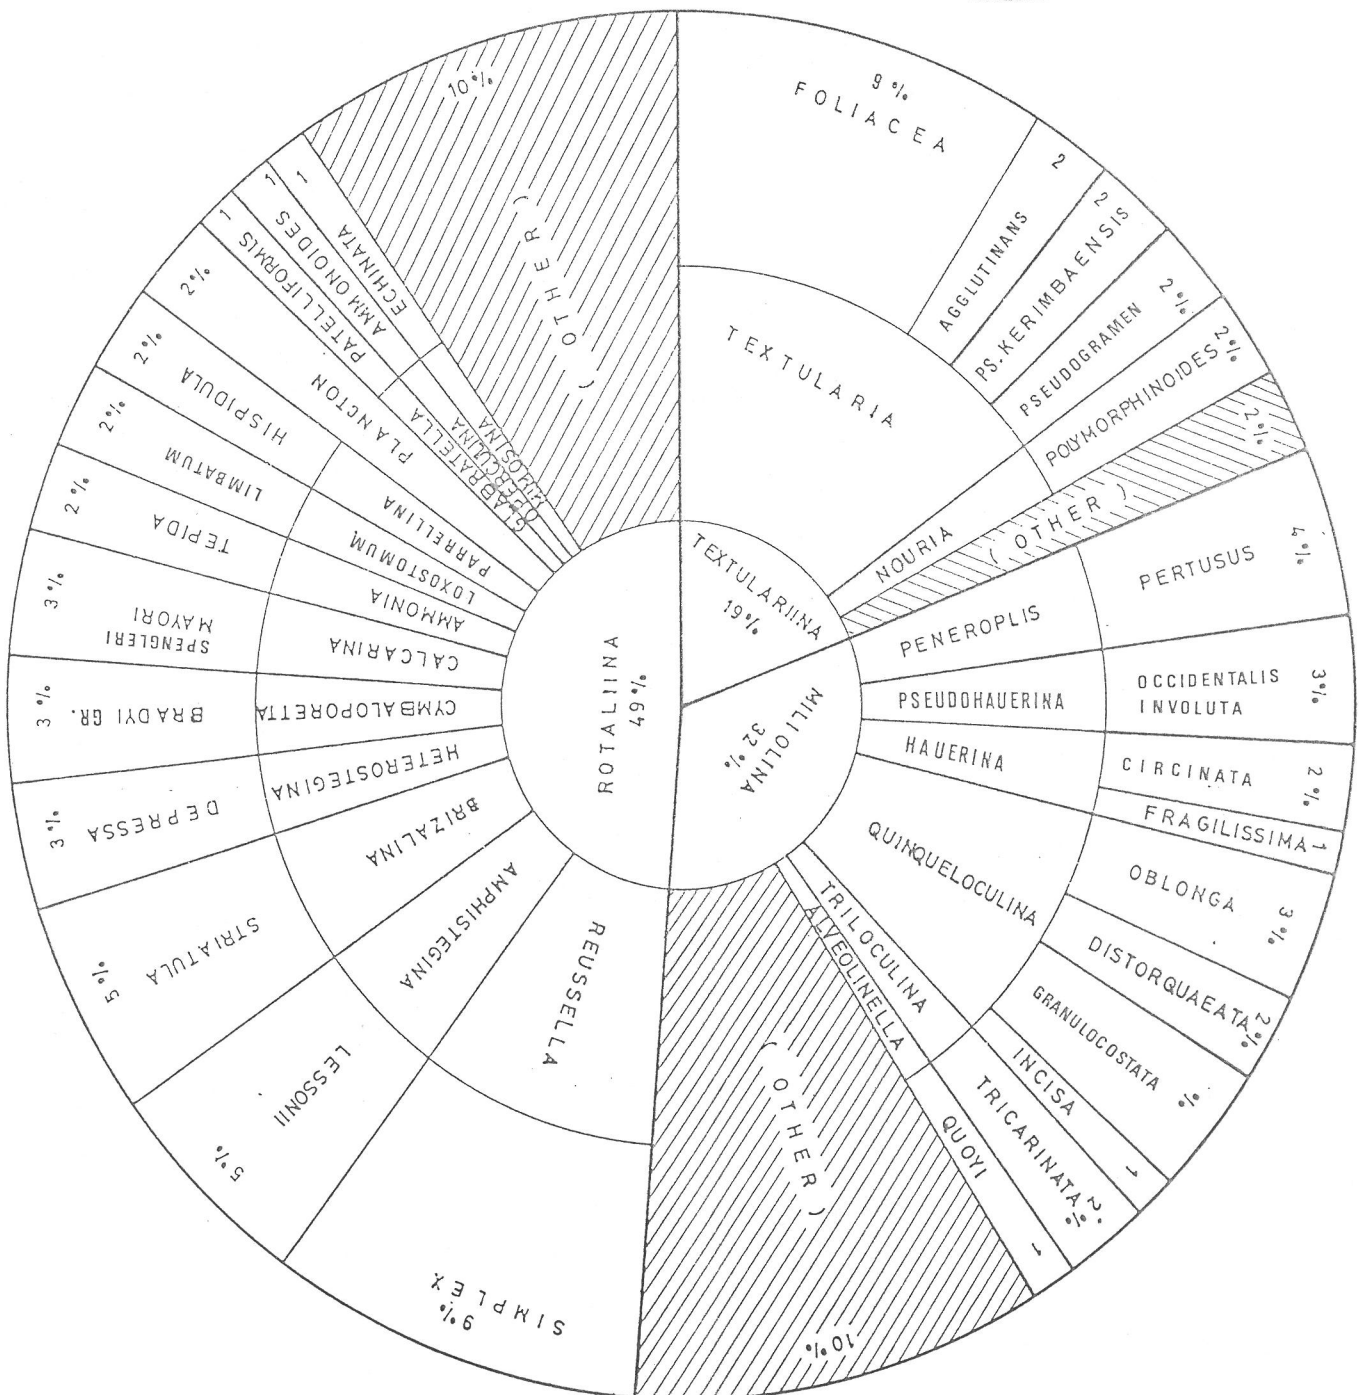 9%
FOLIACEA
2
AGGLUTINANS
2
PS. KERIMBAENSIS
2%
PSEUDOGRAMEN
2%
POLYMORPHINOIDES
2%
(OTHER)
TEXTULARIA
NOURIA
TEXTULARIINA
19%
4%
PERTUSUS
PENEROPLIS
3%
OCCIDENTALIS
INVOLUTA
PSEUDOHAUERINA
2%
CIRCINATA
HAUERINA
FRAGILISSIMA
1
OBLONGA
3%
DISTORQUAEATA
2%
GRANULOCOSTATA
%
INCISA
1
QUINQUELOCULINA
TRILOCULINA
TRICARINATA
2%
ALVEOLINELLA
QUOYI
1
(OTHER)
10%
MILIOLINA
32%
ROTALIINA
49%
REUSSELLA
SIMPLEX
9%
AMPHISTEGINA
LESSONII
5%
BRIZALINA
STRIATULA
5%
HETEROSTEGINA
DEPRESSA
3%
CYMBALOPORETTA
BRADYI GR.
3%
CALCARINA
SPENGLERI
MAYORI
3%
AMMONIA
TEPIDA
2%
LOXOSTOMUM
LIMBATUM
2%
PARRELLINA
HISPIDULA
2%
PLANCTON
2%
GLABRATELLA
PATELLIFORMIS
1
OPERCULINA
AMMONOIDES
1
ECHINATA
1
(OTHER)
10%